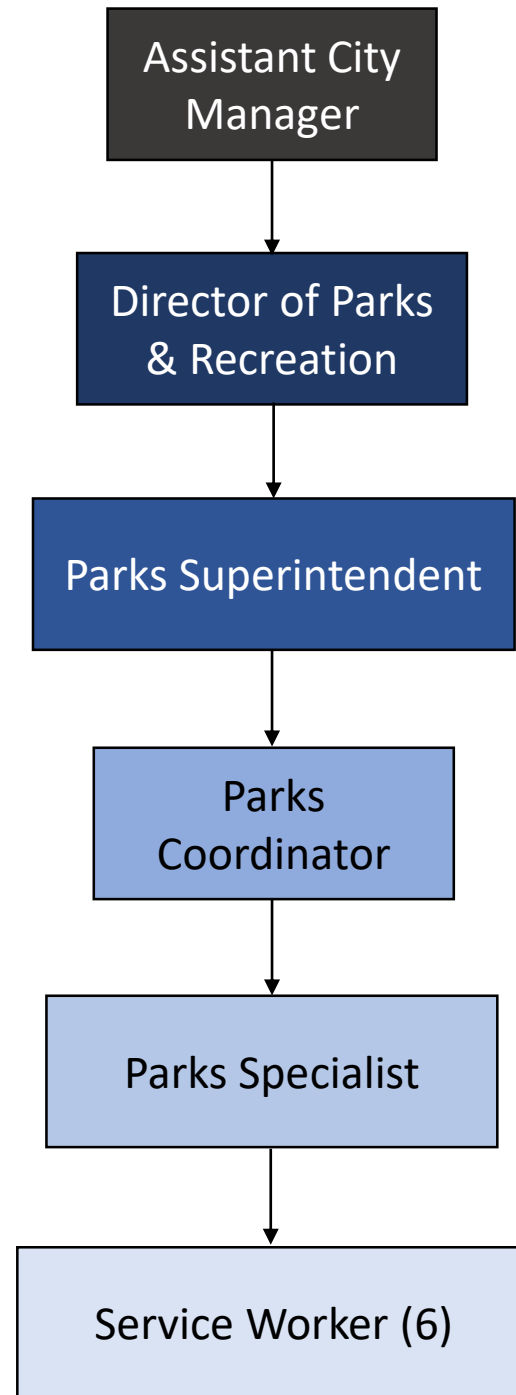 Assistant City
Manager
Director of Parks
& Recreation
Parks Superintendent
Parks
Coordinator
Parks Specialist
Service Worker (6)